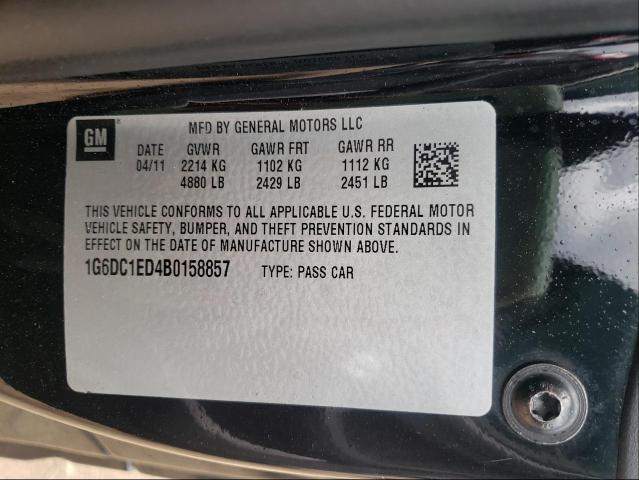 GM
MFD BY GENERAL MOTORS LLC
DATE GVWR GAWR FRT GAWR RR
04/11 2214 KG 1102 KG 1112 KG
4880 LB 2429 LB 2451 LB
THIS VEHICLE CONFORMS TO ALL APPLICABLE U.S. FEDERAL MOTOR
VEHICLE SAFETY, BUMPER, AND THEFT PREVENTION STANDARDS IN
EFFECT ON THE DATE OF MANUFACTURE SHOWN ABOVE.
1G6DC1ED4B0158857 TYPE: PASS CAR